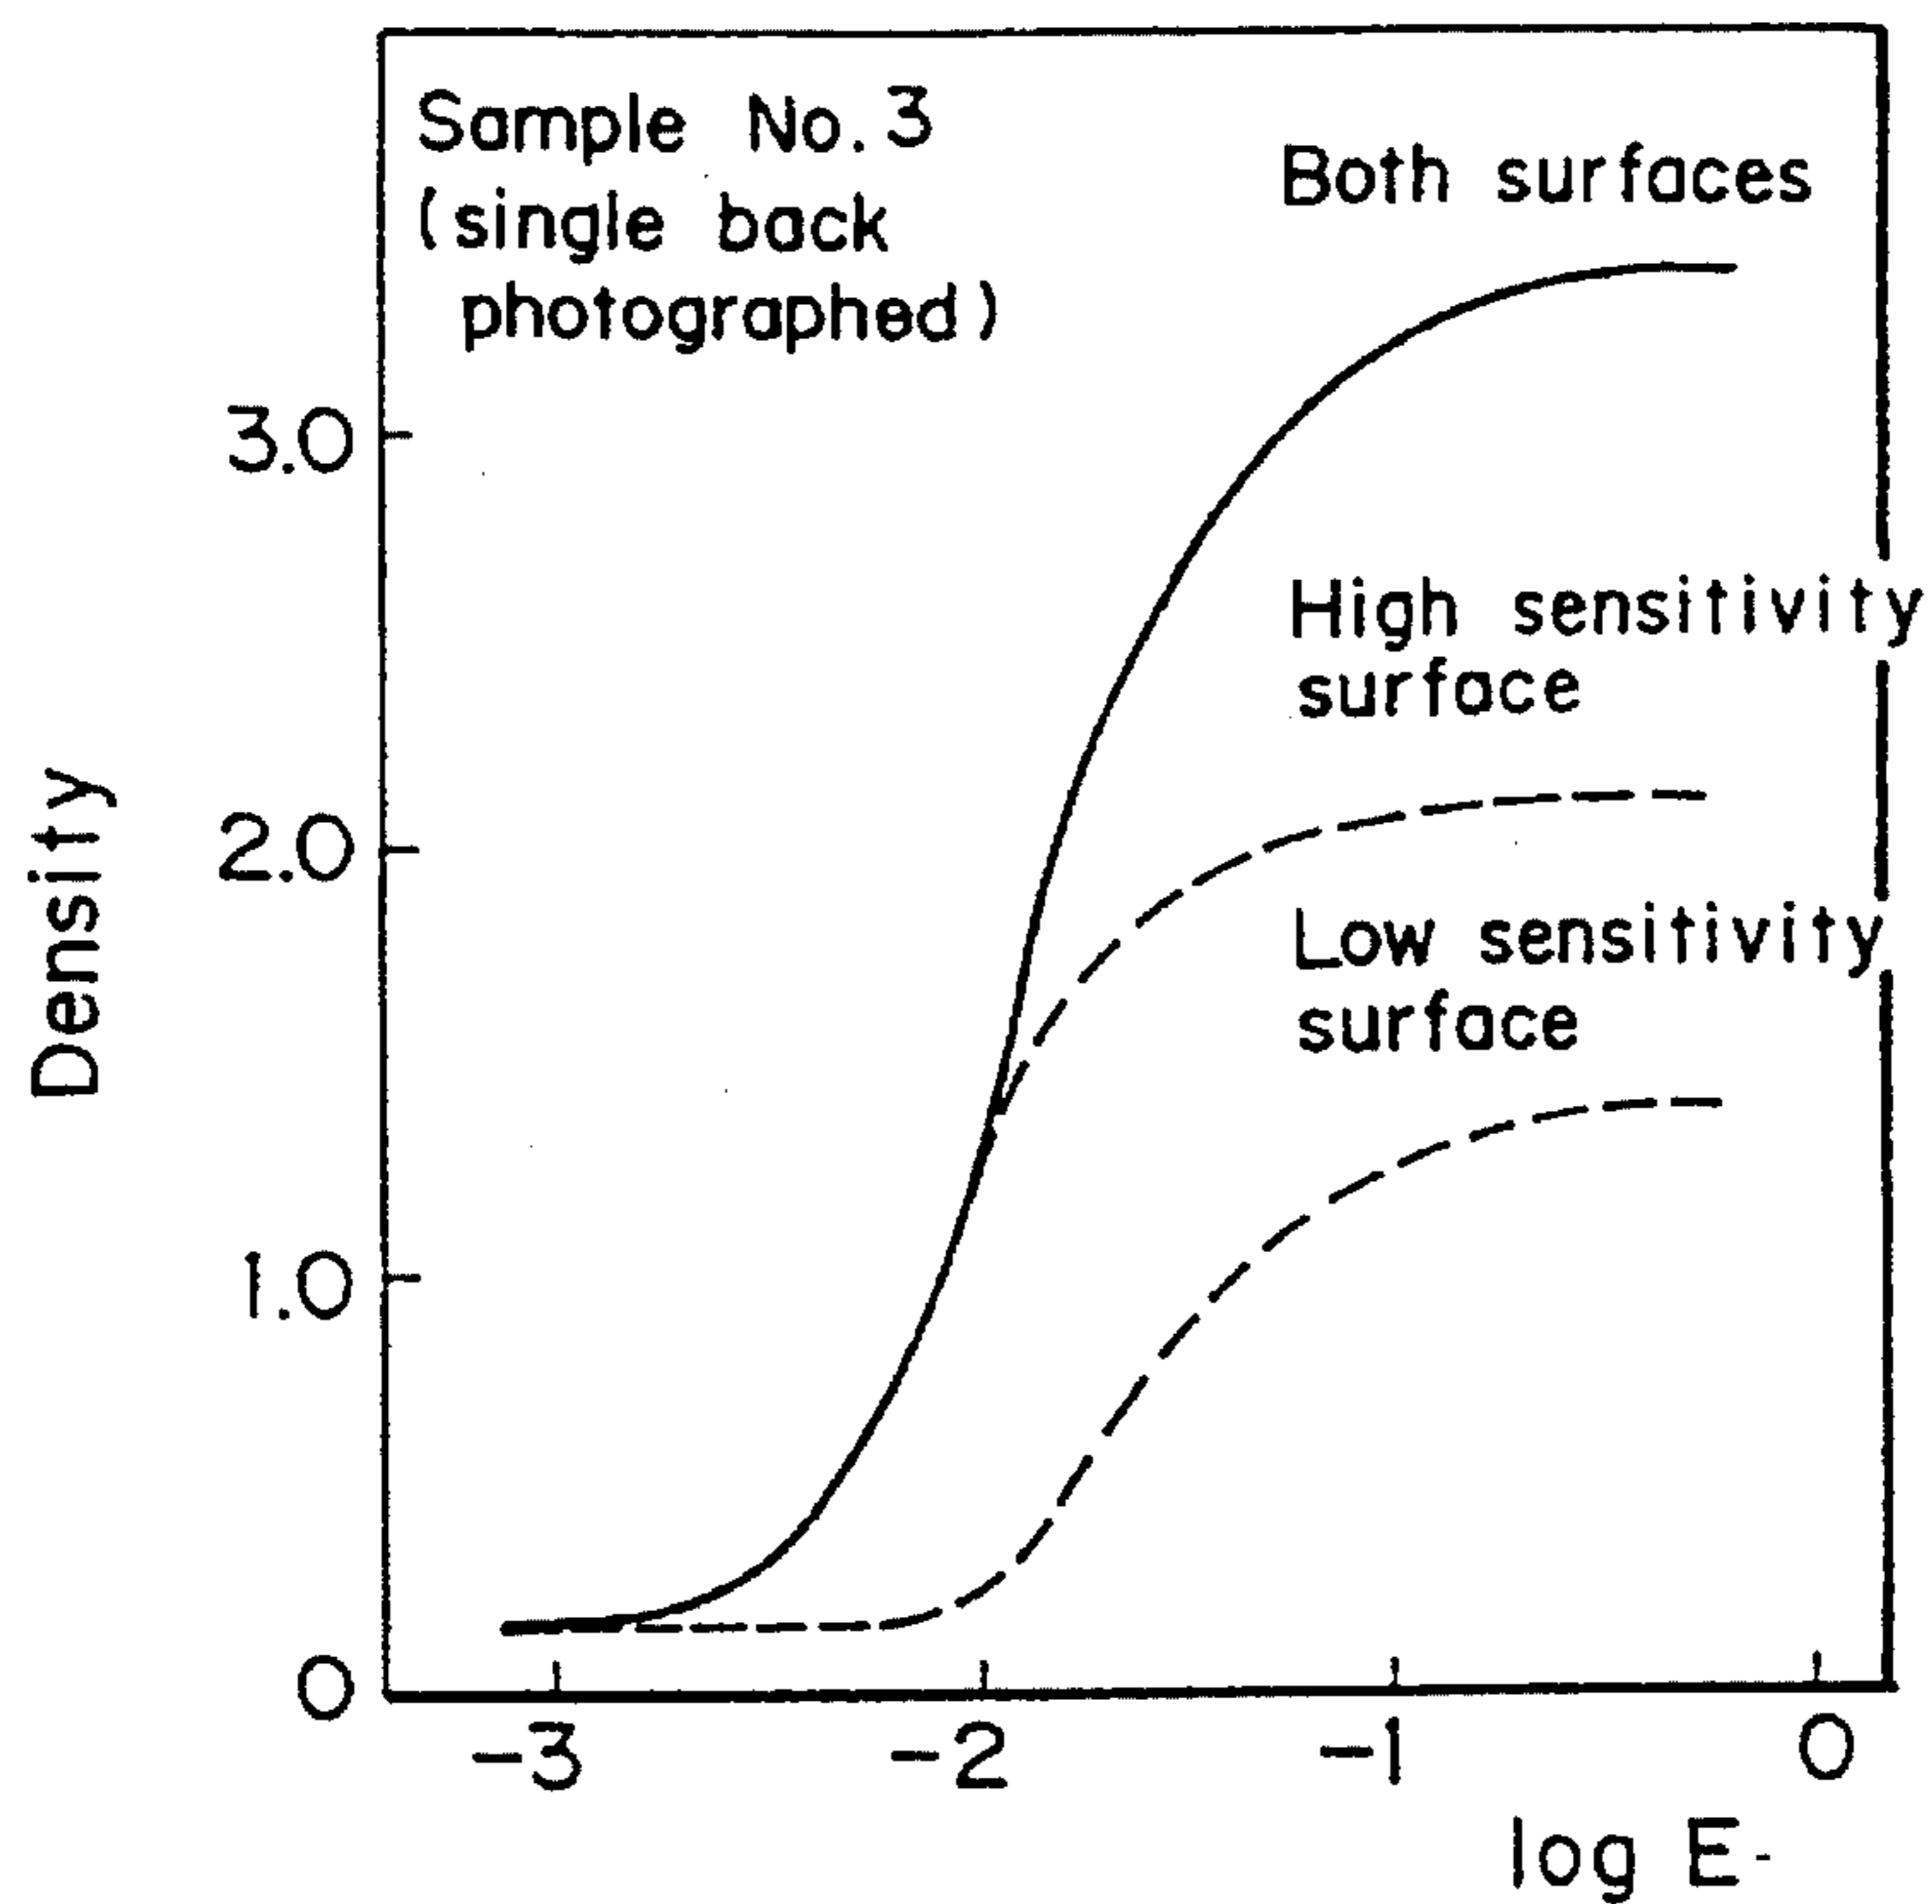 Sample No. 3
(single back
photographed)
Both surfaces
High sensitivity
surface
Low sensitivity
surface
Density
3.0
2.0
1.0
0
-3
-2
-1
0
log E-